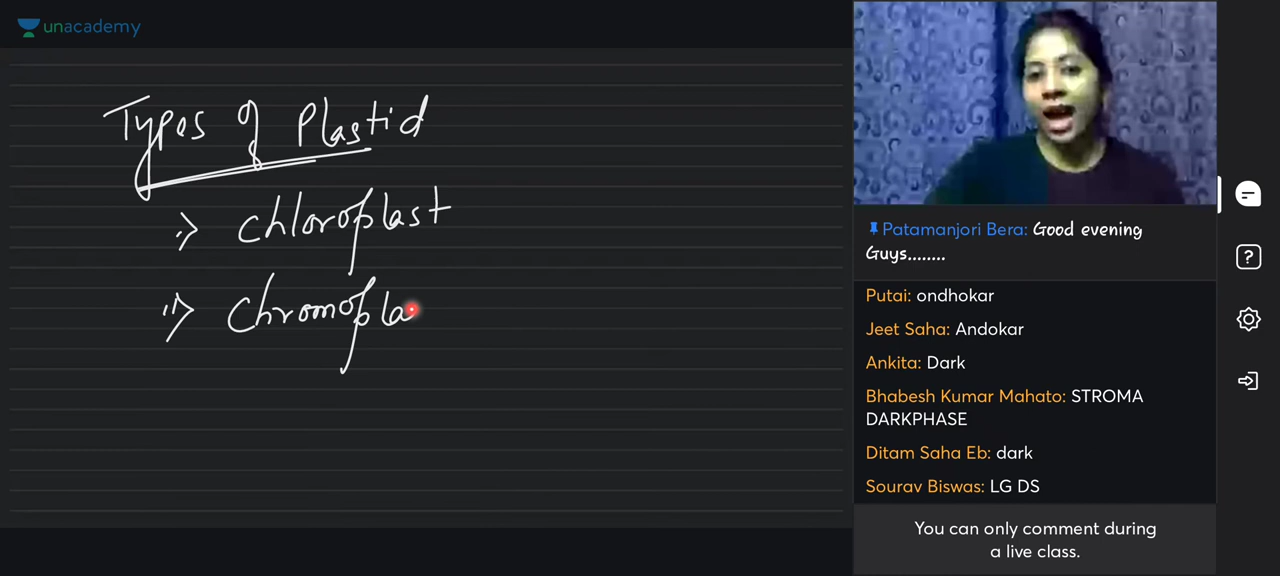 unacademy
Types of Plastid
i> Chloroplast
ii> Chromopla
Patamanjori Bera: Good evening
Guys........
Putai: ondhokar
Jeet Saha: Andokar
Ankita: Dark
Bhabesh Kumar Mahato: STROMA
DARKPHASE
Ditam Saha Eb: dark
Sourav Biswas: LG DS
You can only comment during
a live class.
?